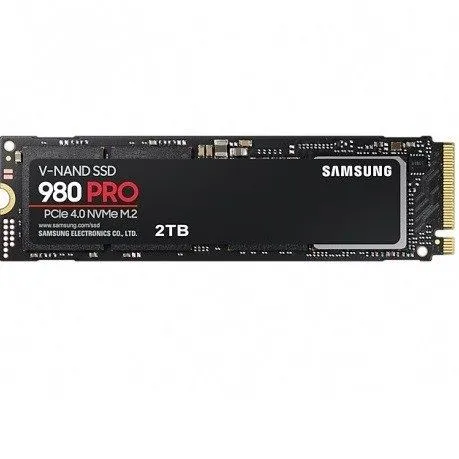 V-NAND SSD
980 PRO
PCIe 4.0 NVMe M.2
www.samsung.com/ssd
SAMSUNG ELECTRONICS CO., LTD.
2TB
SAMSUNG